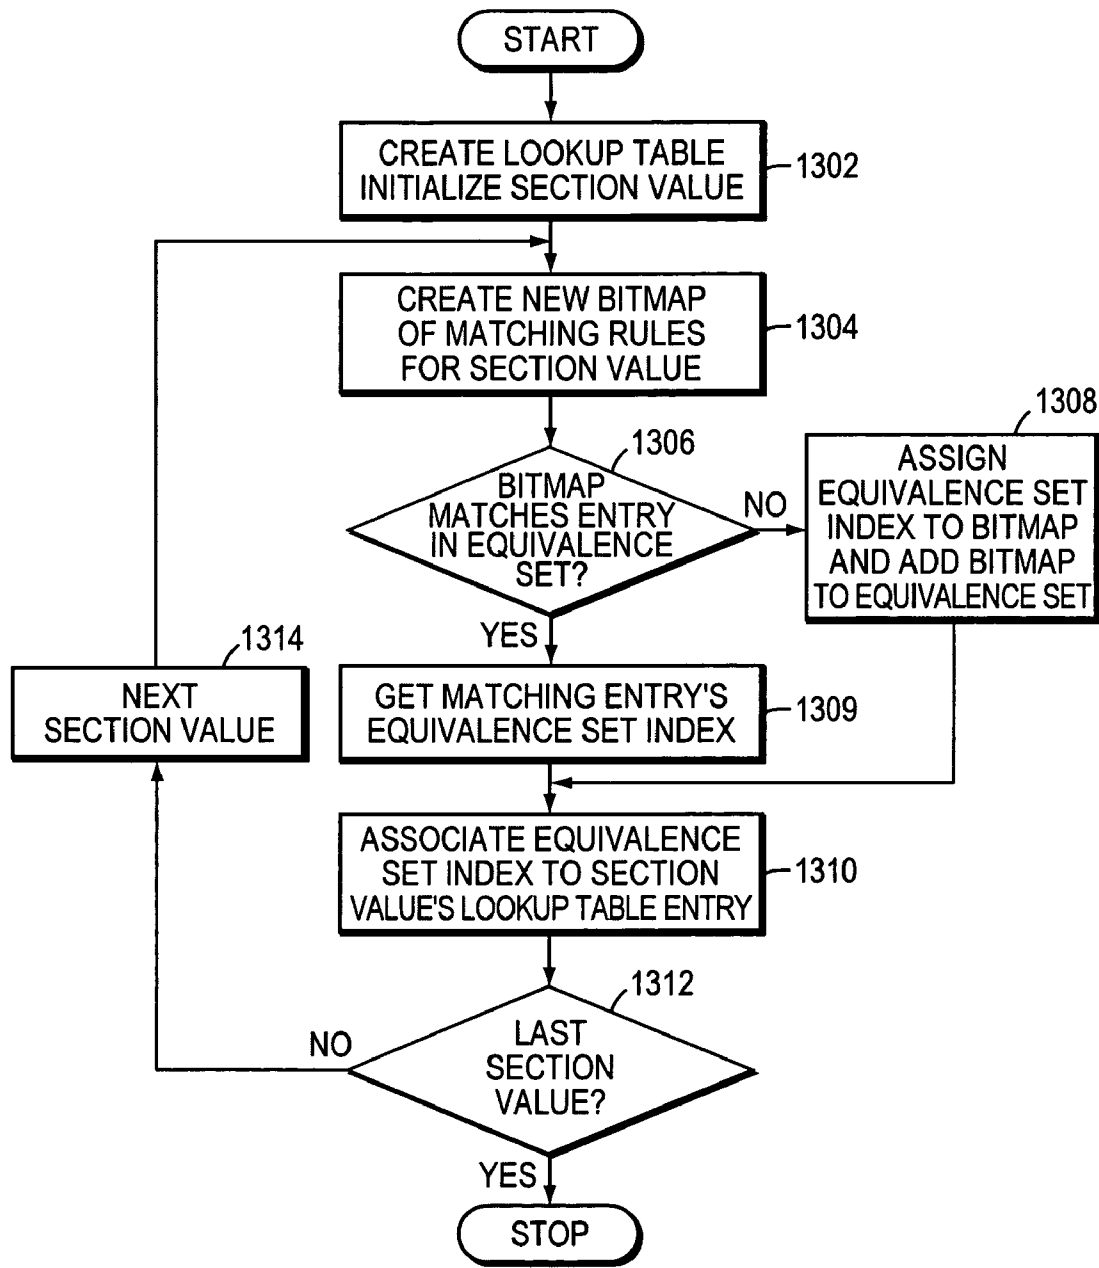 START
CREATE LOOKUP TABLE
INITIALIZE SECTION VALUE
1302
CREATE NEW BITMAP
OF MATCHING RULES
FOR SECTION VALUE
1304
1306
BITMAP
MATCHES ENTRY
IN EQUIVALENCE
SET?
NO
1308
ASSIGN
EQUIVALENCE SET
INDEX TO BITMAP
AND ADD BITMAP
TO EQUIVALENCE SET
YES
1314
NEXT
SECTION VALUE
GET MATCHING ENTRY'S
EQUIVALENCE SET INDEX
1309
ASSOCIATE EQUIVALENCE
SET INDEX TO SECTION
VALUE'S LOOKUP TABLE ENTRY
1310
1312
LAST
SECTION
VALUE?
NO
YES
STOP